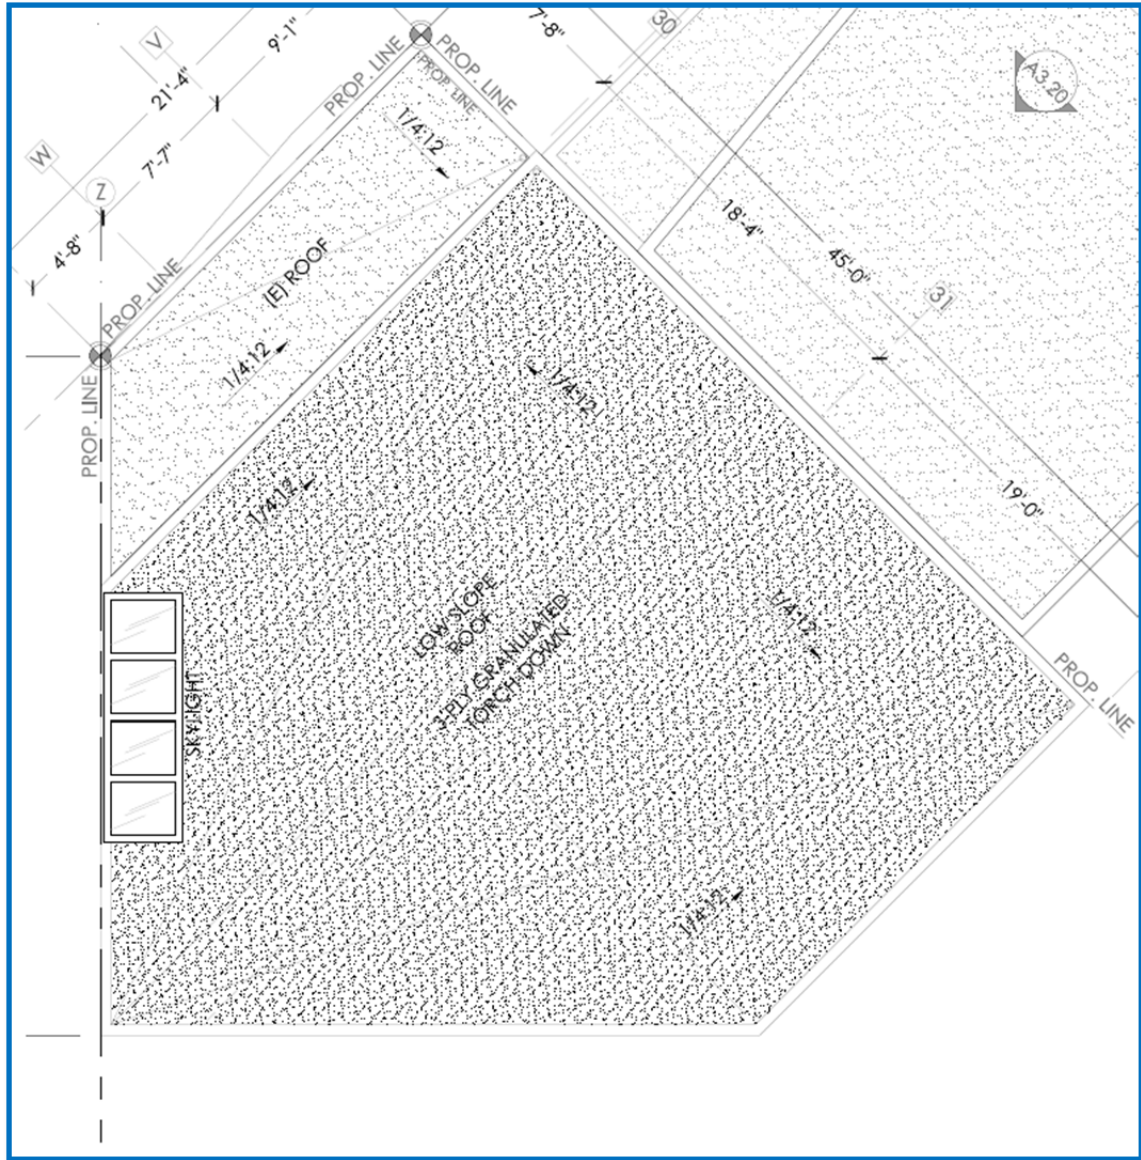 7'-8"
30
V
9'-1"
PROP. LINE
PROP. LINE
PROP. LINE
21'-4"
A3.20
W
7'-7"
1/4:12
Z
4'-8"
18'-4"
45'-0"
PROP. LINE
(E) ROOF
31
1/4:12
1/4:12
PROP. LINE
1/4:12
19'-0"
LOW SLOPE
ROOF
3-PLY GRANULATED
TORCH DOWN
1/4:12
SKYLIGHT
PROP. LINE
1/4:12